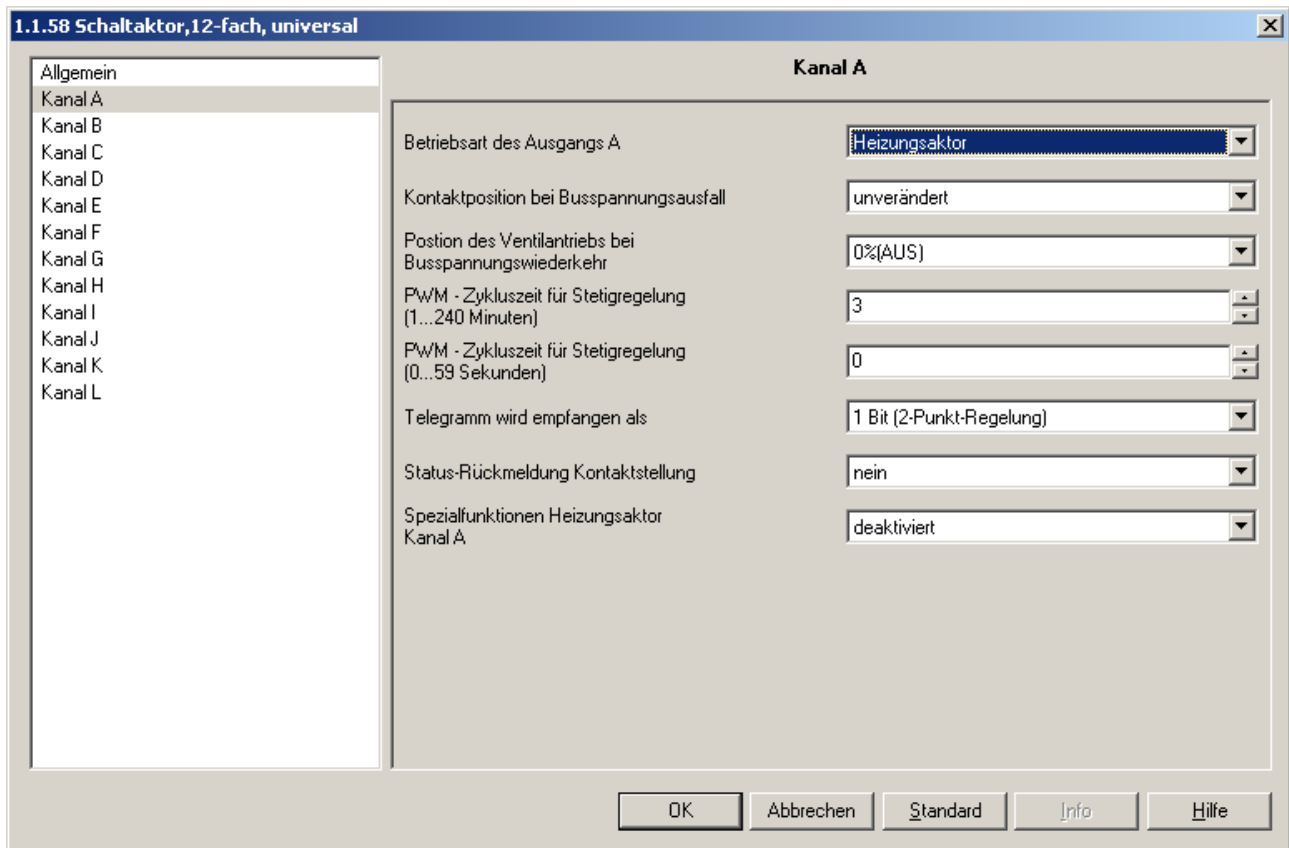 1.1.58 Schaltaktor,12-fach, universal
Allgemein
Kanal A
Kanal B
Kanal C
Kanal D
Kanal E
Kanal F
Kanal G
Kanal H
Kanal I
Kanal J
Kanal K
Kanal L
Kanal A
Betriebsart des Ausgangs A
Heizungsaktor
Kontaktposition bei Busspannungsausfall
unverändert
Postion des Ventilantriebs bei
Busspannungswiederkehr
0%(AUS)
PWM - Zykluszeit für Stetigregelung
(1...240 Minuten)
3
PWM - Zykluszeit für Stetigregelung
(0...59 Sekunden)
0
Telegramm wird empfangen als
1 Bit (2-Punkt-Regelung)
Status-Rückmeldung Kontaktstellung
nein
Spezialfunktionen Heizungsaktor
Kanal A
deaktiviert
OK
Abbrechen
Standard
Info
Hilfe